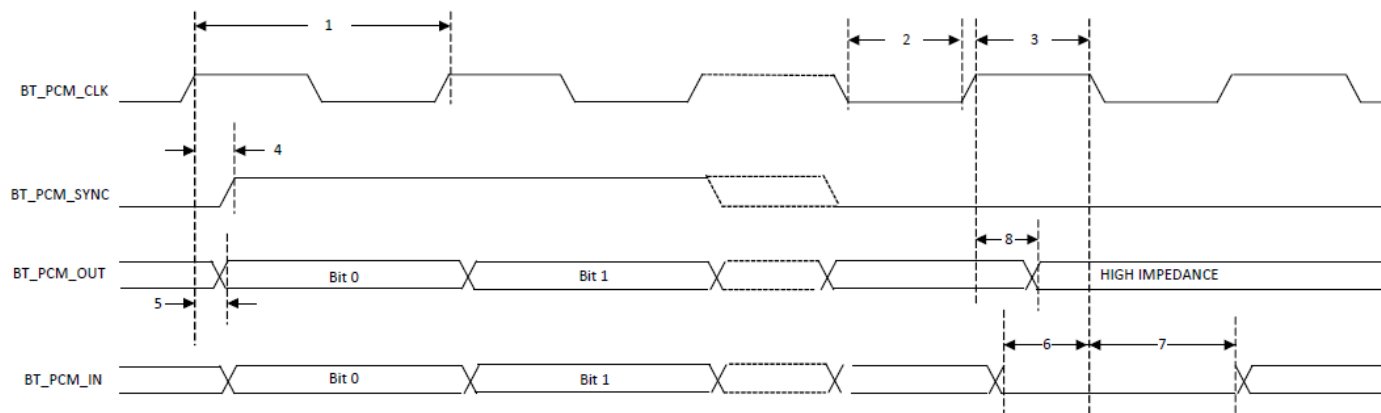 1
2
3
BT_PCM_CLK
4
BT_PCM_SYNC
8
BT_PCM_OUT
Bit 0
Bit 1
HIGH IMPEDANCE
5
6
7
BT_PCM_IN
Bit 0
Bit 1